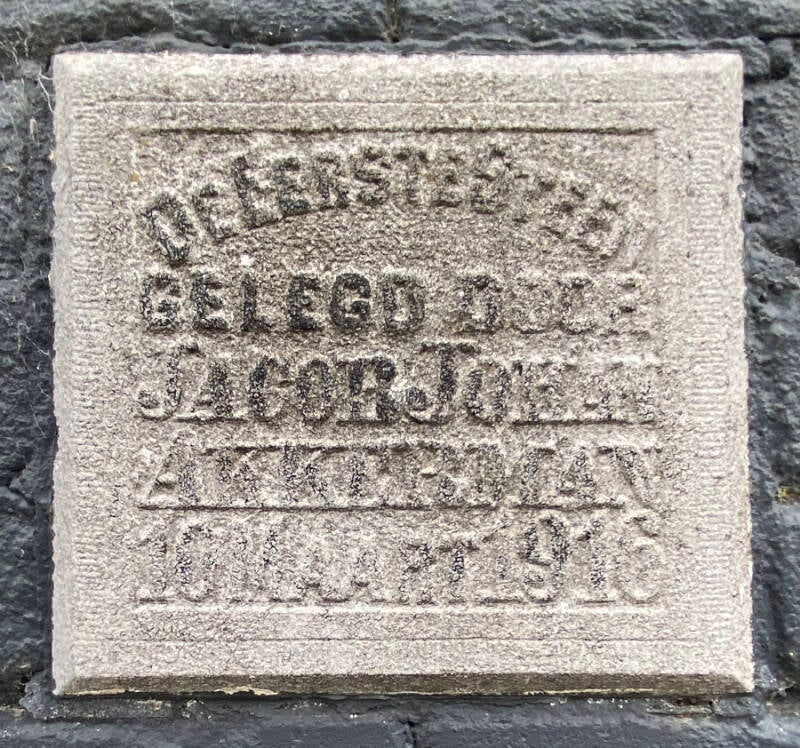 DE EERSTE STEEN
GELEGD DOOR
JACOB JOHAN
AKKERMAN
10 MAART 1916